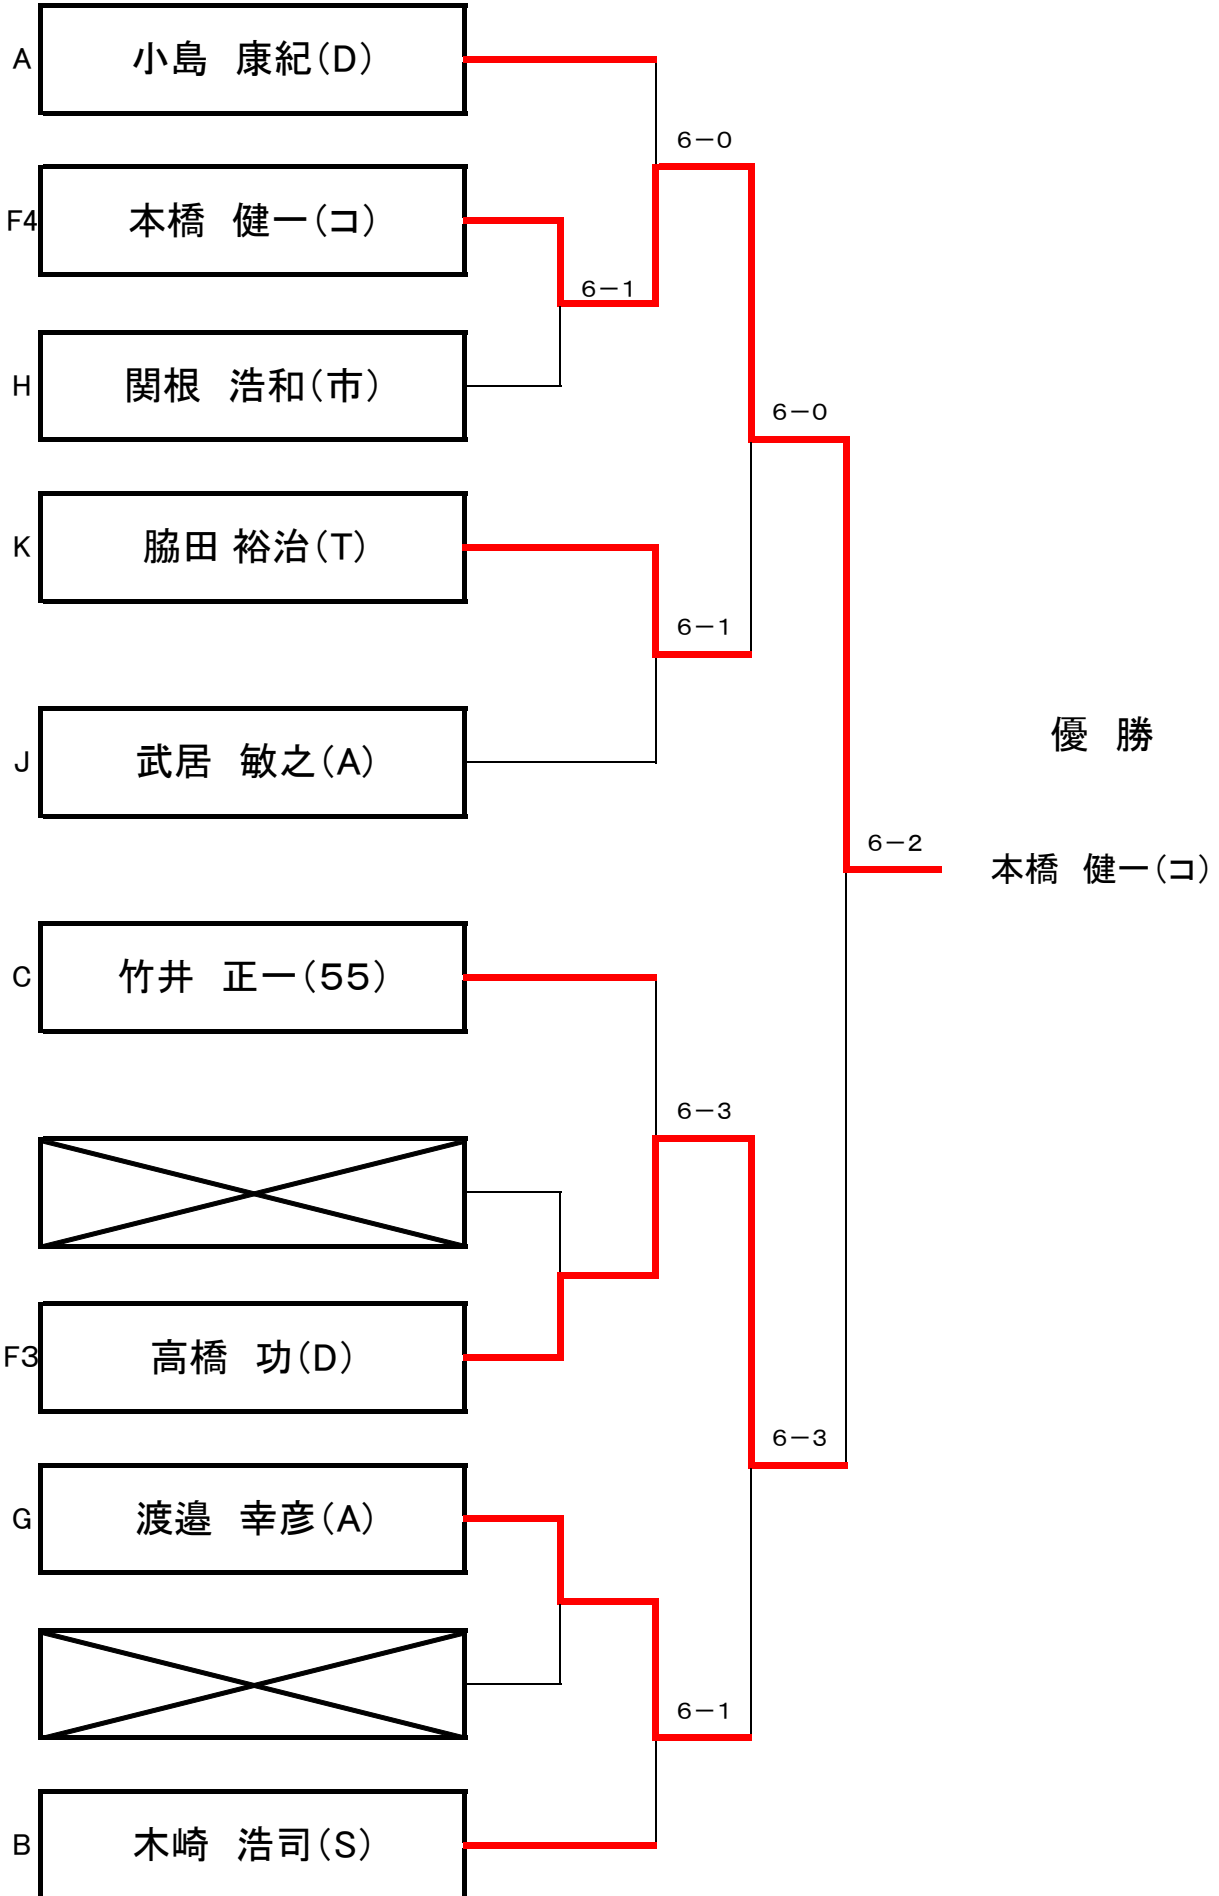 A 小島　康紀(D)
6－0
F4 本橋　健一(コ)
6－1
H 関根　浩和(市)
6－0
K 脇田 裕治(T)
6－1
優　勝
J 武居　敏之(A)
6－2
本橋　健一(コ)
C 竹井　正一(55)
6－3
F3 高橋　功(D)
6－3
G 渡邉　幸彦(A)
6－1
B 木崎　浩司(S)